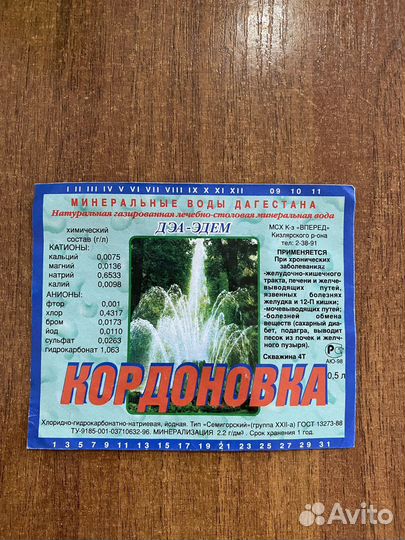 I II III IV V VI VII VIII IX X XI XII 09 10 11
МИНЕРАЛЬНЫЕ ВОДЫ ДАГЕСТАНА
Натуральная газированная лечебно-столовая минеральная вода
ДЭА-ЭДЕМ
химический
состав (г/л)
КАТИОНЫ:
кальций 0,0075
магний 0,0136
натрий 0,6533
калий 0,0098
АНИОНЫ:
фтор 0,001
хлор 0,4317
бром 0,0173
йод 0,0110
сульфат 0,0263
гидрокарбонат 1,063
МСХ К-з «ВПЕРЕД»
Кизлярского р-она
тел: 2-38-91
ПРИМЕНЯЕТСЯ
При хронических
заболеваниях:
-желудочно-кишечного
тракта, печени и желче-
выводящих путей,
язвенных болезнях
желудка и 12-П кишки;
-мочевыводящих путей;
-болезней обмена
веществ (сахарный диа-
бет, подагра, выводит
песок из почек и желч-
ного пузыря).
Скважина 4Т
Р
АЮ-98
0,5 л
КОРДОНОВКА
Хлоридно-гидрокарбонатно-натриевая, йодная. Тип «Семигорский»(группа XXII-а) ГОСТ 13273-88
ТУ-9185-001-03710632-96. МИНЕРАЛИЗАЦИЯ 2.2 г/дм³. Срок хранения 1 год.
1 3 5 7 9 11 13 15 17 19 21 23 25 27 29 31
Avito